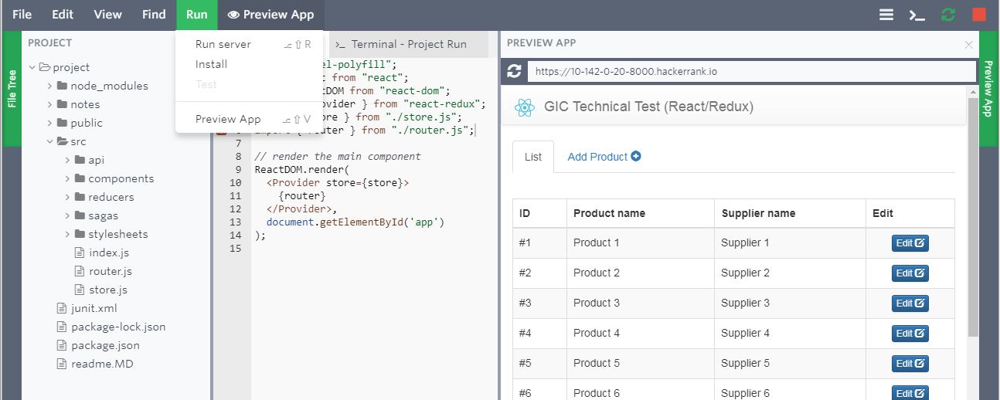 File Edit View Find Run Preview App
File Tree
PROJECT
project
node_modules
notes
public
src
api
components
reducers
sagas
stylesheets
index.js
router.js
store.js
junit.xml
package-lock.json
package.json
readme.MD
Run server ⌥⇧R
Install
Test
Preview App ⌥⇧V
>_ Terminal - Project Run
el-polyfill";
t from "react";
DOM from "react-dom";
ovider } from "react-redux";
ore } from "./store.js";
outer } from "./router.js";
7
8 // render the main component
9 ReactDOM.render(
10 <Provider store={store}>
11 {router}
12 </Provider>,
13 document.getElementById('app')
14 );
15
PREVIEW APP
https://10-142-0-20-8000.hackerrank.io
GIC Technical Test (React/Redux)
List Add Product
ID Product name Supplier name Edit
#1 Product 1 Supplier 1 Edit
#2 Product 2 Supplier 2 Edit
#3 Product 3 Supplier 3 Edit
#4 Product 4 Supplier 4 Edit
#5 Product 5 Supplier 5 Edit
#6 Product 6 Supplier 6 Edit
Preview App